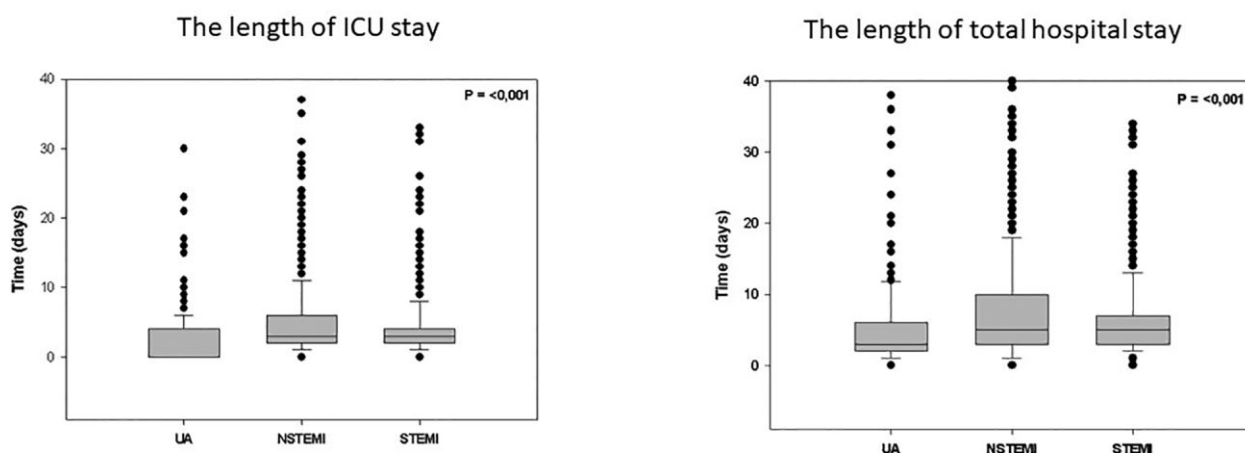 The length of ICU stay
40
30
20
10
0
Time (days)
P = <0,001
UA
NSTEMI
STEMI
The length of total hospital stay
40
30
20
10
0
Time (days)
P = <0,001
UA
NSTEMI
STEMI